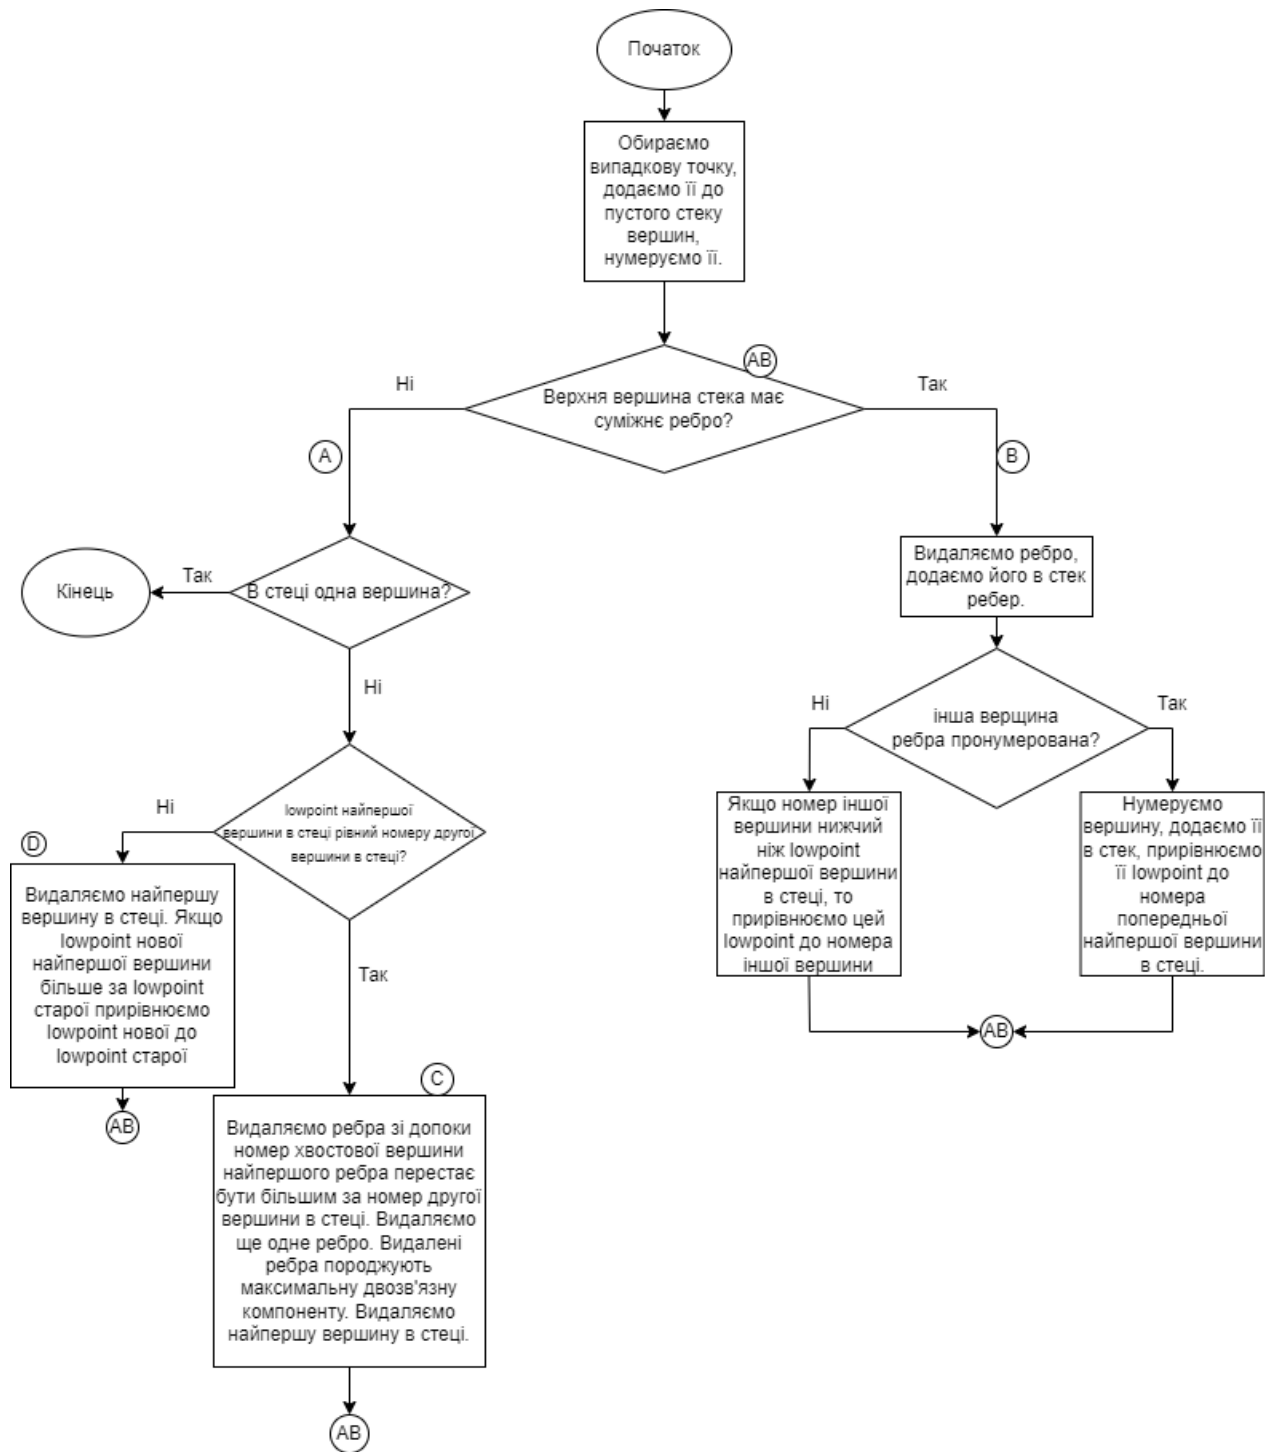 Початок
Обираємо
випадкову точку,
додаємо її до
пустого стеку
вершин,
нумеруємо її.
AB
Ні
Верхня вершина стека має
суміжнє ребро?
Так
A
B
Кінець
Так
В стеці одна вершина?
Видаляємо ребро,
додаємо його в стек
ребер.
Ні
Ні
інша верщина
ребра пронумерована?
Так
Ні
lowpoint найпершої
вершини в стеці рівний номеру другої
вершини в стеці?
Якщо номер іншої
вершини нижчий
ніж lowpoint
найпершої вершини
в стеці, то
прирівнюємо цей
lowpoint до номера
іншої вершини
Нумеруємо
вершину, додаємо її
в стек, прирівнюємо
її lowpoint до
номера
попередньої
найпершої вершини
в стеці.
D
Видаляємо найпершу
вершину в стеці. Якщо
lowpoint нової
найпершої вершини
більше за lowpoint
старої прирівнюємо
lowpoint нової до
lowpoint старої
Так
AB
C
AB
Видаляємо ребра зі допоки
номер хвостової вершини
найпершого ребра перестає
бути більшим за номер другої
вершини в стеці. Видаляємо
ще одне ребро. Видалені
ребра породжують
максимальну двозв'язну
компоненту. Видаляємо
найпершу вершину в стеці.
AB